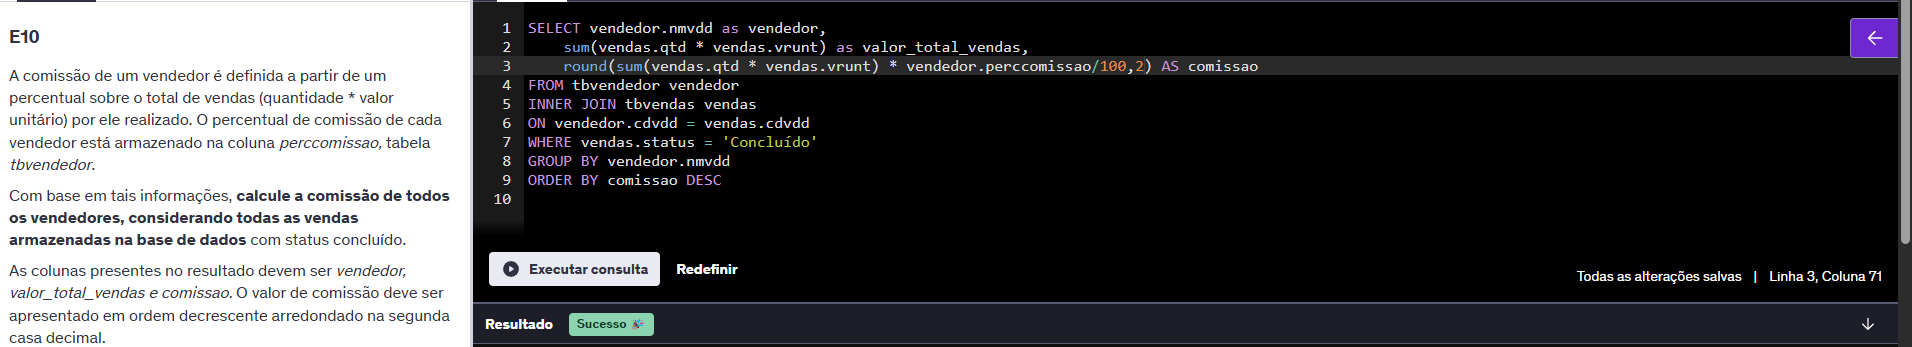 E10
A comissão de um vendedor é definida a partir de um
percentual sobre o total de vendas (quantidade * valor
unitário) por ele realizado. O percentual de comissão de cada
vendedor está armazenado na coluna perccomissao, tabela
tbvendedor.
Com base em tais informações, calcule a comissão de todos
os vendedores, considerando todas as vendas
armazenadas na base de dados com status concluído.
As colunas presentes no resultado devem ser vendedor,
valor_total_vendas e comissao. O valor de comissão deve ser
apresentado em ordem decrescente arredondado na segunda
casa decimal.
1 SELECT vendedor.nmvdd as vendedor,
2 sum(vendas.qtd * vendas.vrunt) as valor_total_vendas,
3 round(sum(vendas.qtd * vendas.vrunt) * vendedor.perccomissao/100,2) AS comissao
4 FROM tbvendedor vendedor
5 INNER JOIN tbvendas vendas
6 ON vendedor.cdvdd = vendas.cdvdd
7 WHERE vendas.status = 'Concluído'
8 GROUP BY vendedor.nmvdd
9 ORDER BY comissao DESC
10
Executar consulta Redefinir
Todas as alterações salvas | Linha 3, Coluna 71
Resultado Sucesso 🎉